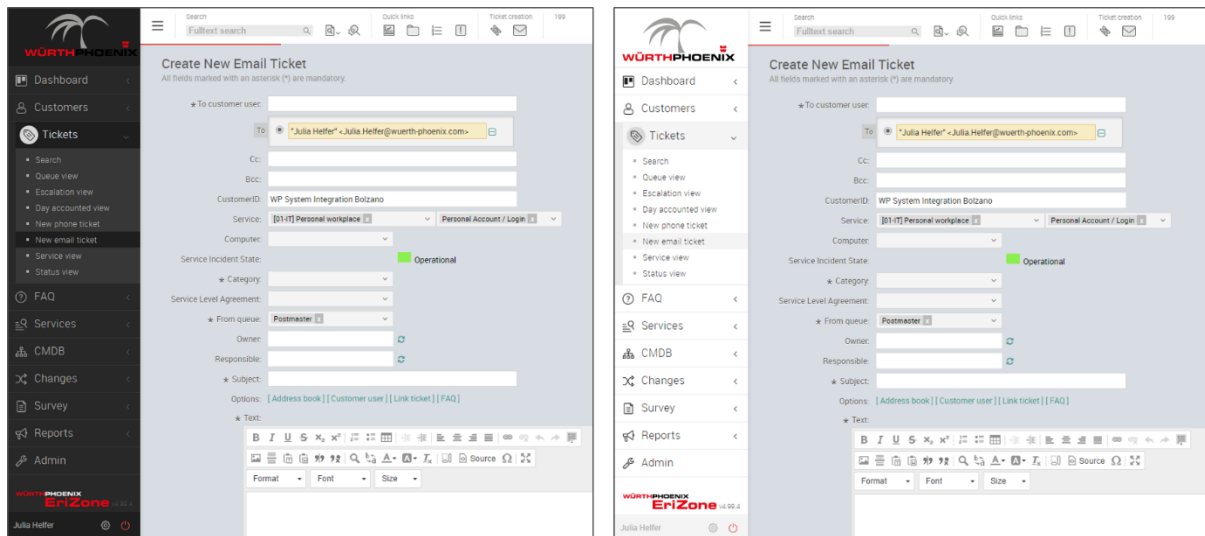 WÜRTHPHOENIX
Dashboard
Customers
Tickets
Search
Queue view
Escalation view
Day accounted view
New phone ticket
New email ticket
Service view
Status view
FAQ
Services
CMDB
Changes
Survey
Reports
Admin
WÜRTHPHOENIX
EriZone v4.99.4
Julia Helfer
Search
Fulltext search
Quick links
Ticket creation
199
Create New Email Ticket
All fields marked with an asterisk (*) are mandatory.
* To customer user:
To "Julia Helfer" <Julia.Helfer@wuerth-phoenix.com>
Cc:
Bcc:
CustomerID: WP System Integration Bolzano
Service: [01-IT] Personal workplace x Personal Account / Login x
Computer:
Service Incident State: Operational
* Category:
Service Level Agreement:
* From queue: Postmaster x
Owner:
Responsible:
* Subject:
Options: [ Address book ] [ Customer user ] [ Link ticket ] [ FAQ ]
* Text:
Source
Format Font Size
WÜRTHPHOENIX
Dashboard
Customers
Tickets
Search
Queue view
Escalation view
Day accounted view
New phone ticket
New email ticket
Service view
Status view
FAQ
Services
CMDB
Changes
Survey
Reports
Admin
WÜRTHPHOENIX
EriZone v4.99.4
Julia Helfer
Search
Fulltext search
Quick links
Ticket creation
199
Create New Email Ticket
All fields marked with an asterisk (*) are mandatory.
* To customer user:
To "Julia Helfer" <Julia.Helfer@wuerth-phoenix.com>
Cc:
Bcc:
CustomerID: WP System Integration Bolzano
Service: [01-IT] Personal workplace x Personal Account / Login x
Computer:
Service Incident State: Operational
* Category:
Service Level Agreement:
* From queue: Postmaster x
Owner:
Responsible:
* Subject:
Options: [ Address book ] [ Customer user ] [ Link ticket ] [ FAQ ]
* Text:
Source
Format Font Size